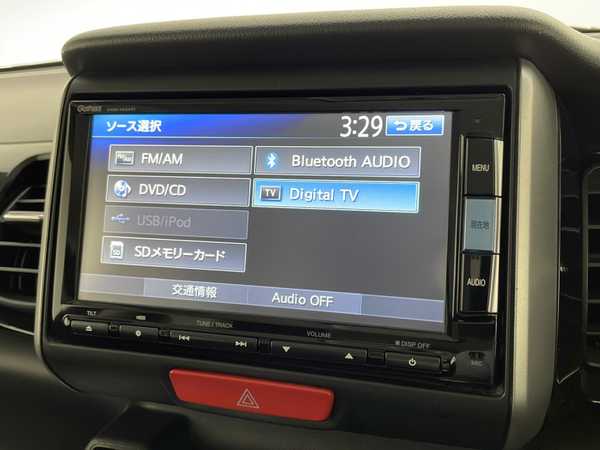 Gathers
ソース選択
3:29
戻る
FM/AM
Bluetooth AUDIO
DVD/CD
TV
Digital TV
USB/iPod
SD
SDメモリーカード
交通情報
Audio OFF
MENU
現在地
AUDIO
TILT
TUNE / TRACK
VOLUME
DISP OFF
MIC